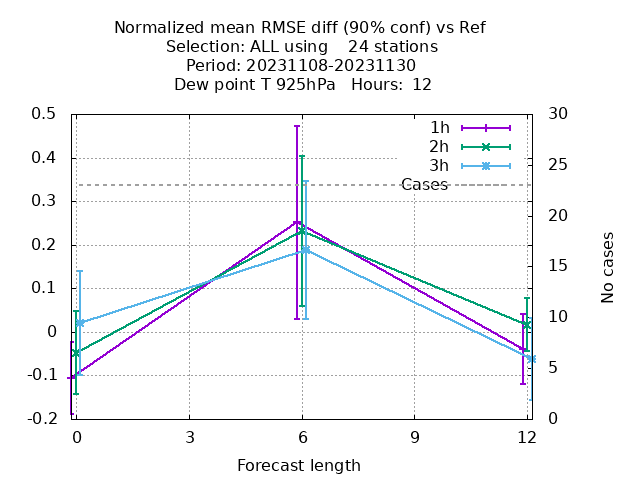 Normalized mean RMSE diff (90% conf) vs Ref
Selection: ALL using    24 stations
Period: 20231108-20231130
Dew point T 925hPa   Hours:  12
0.5
0.4
0.3
0.2
0.1
0
-0.1
-0.2
30
25
20
15
10
5
0
1h
2h
3h
Cases
No cases
0
3
6
9
12
Forecast length